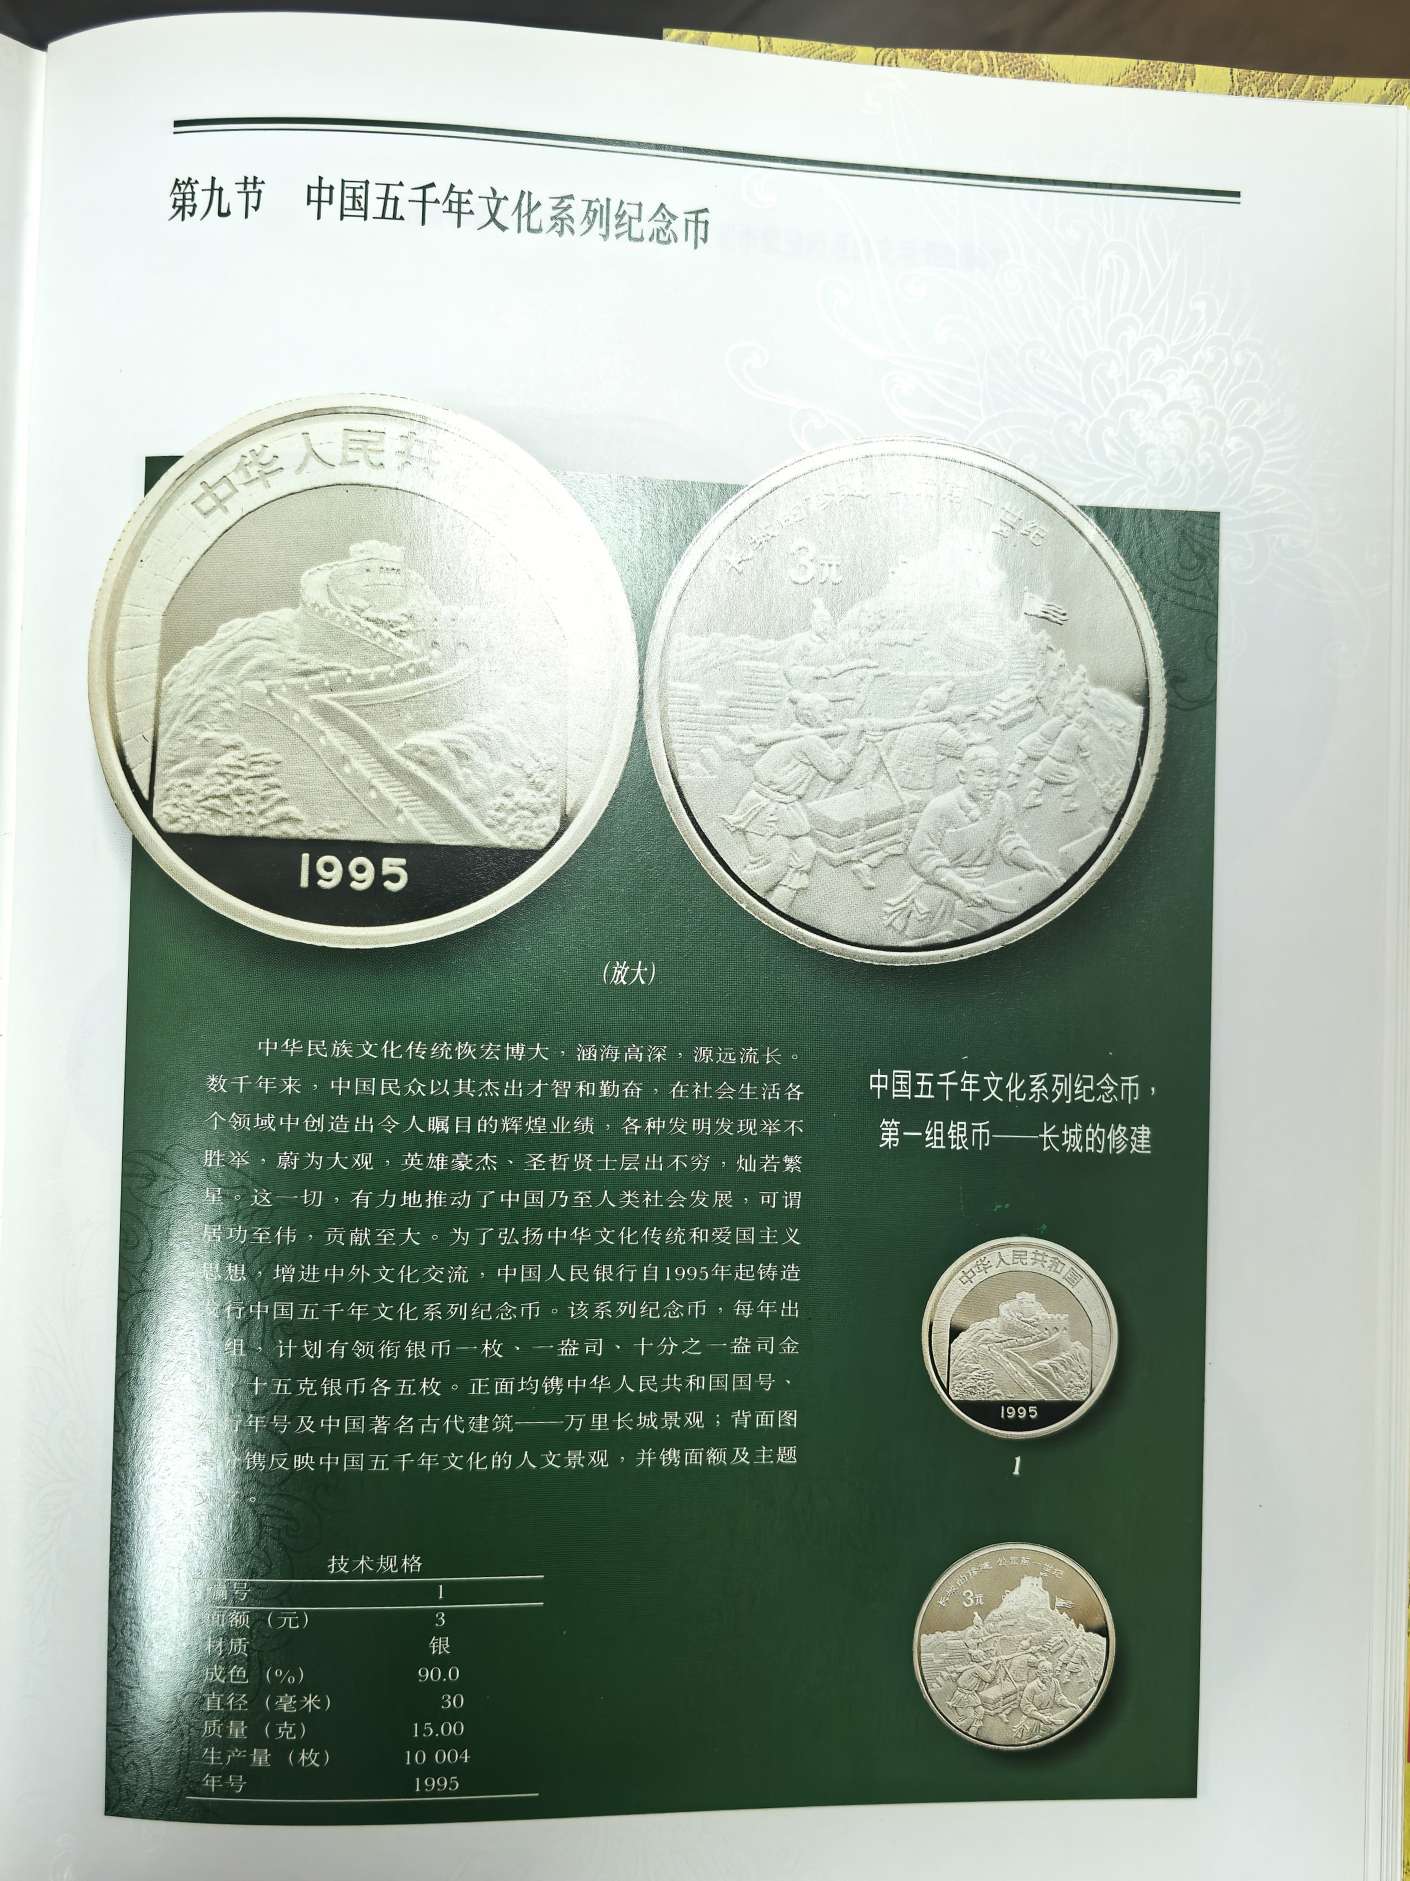 第九节 中国五千年文化系列纪念币
中华人民共
1995
3元
世纪
(放大)
中华民族文化传统恢宏博大，涵海高深，源远流长。
数千年来，中国民众以其杰出才智和勤奋，在社会生活各
个领域中创造出令人瞩目的辉煌业绩，各种发明发现举不
胜举，蔚为大观，英雄豪杰、圣哲贤士层出不穷，灿若繁
星。这一切，有力地推动了中国乃至人类社会发展，可谓
居功至伟，贡献至大。为了弘扬中华文化传统和爱国主义
思想，增进中外文化交流，中国人民银行自1995年起铸造
发行中国五千年文化系列纪念币。该系列纪念币，每年出
组，计划有领衔银币一枚、一盎司、十分之一盎司金
十五克银币各五枚。正面均镌中华人民共和国国号、
年号及中国著名古代建筑——万里长城景观；背面图
镌反映中国五千年文化的人文景观，并镌面额及主题
。
中国五千年文化系列纪念币，
第一组银币——长城的修建
中华人民共和国
1995
1
长城的修建 公元前一世纪
3元
技术规格
编号 1
面额（元） 3
材质 银
成色（%） 90.0
直径（毫米） 30
质量（克） 15.00
生产量（枚） 10 004
年号 1995